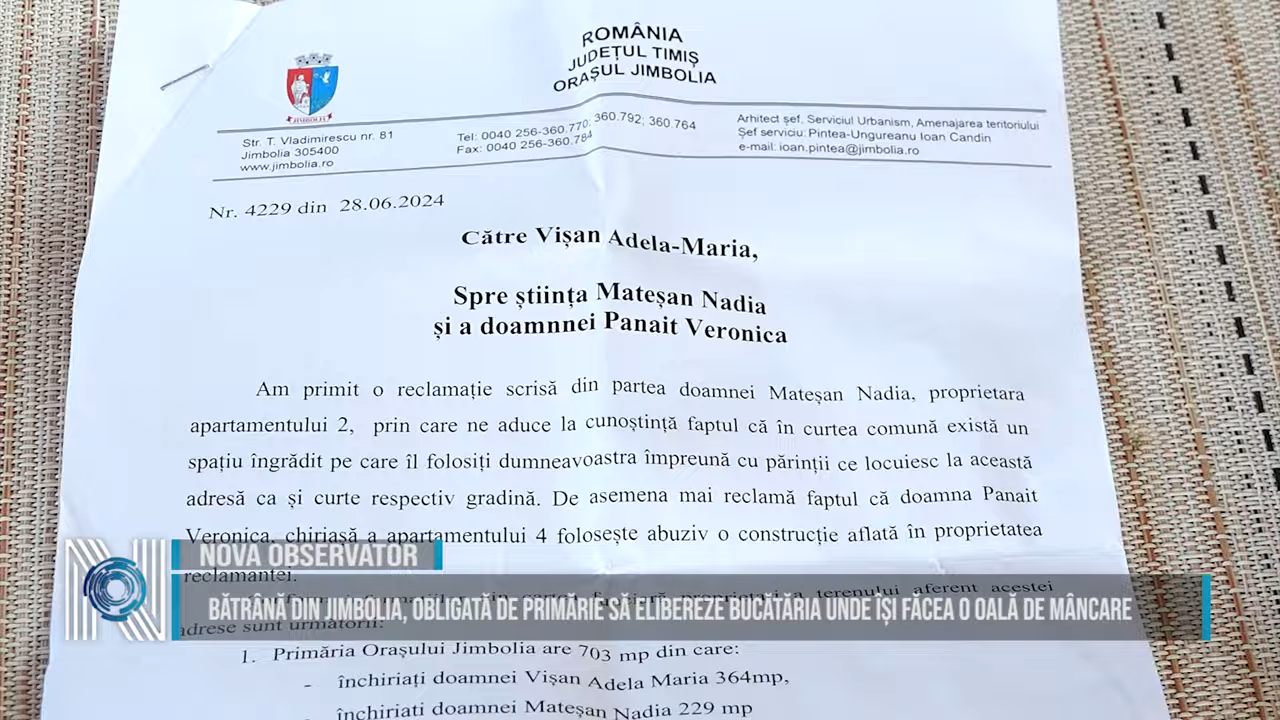 ROMÂNIA
JUDEȚUL TIMIȘ
ORAȘUL JIMBOLIA
JIMBOLIA
Str. T. Vladimirescu nr. 81
Jimbolia 305400
www.jimbolia.ro
Tel: 0040 256-360.770; 360.792; 360.764
Fax: 0040 256-360.784
Arhitect șef, Serviciul Urbanism, Amenajarea teritoriului
Șef serviciu: Pintea-Ungureanu Ioan Candin
e-mail: ioan.pintea@jimbolia.ro
Nr. 4229 din 28.06.2024
Către Vișan Adela-Maria,
Spre știința Mateșan Nadia
și a doamnnei Panait Veronica
Am primit o reclamație scrisă din partea doamnei Mateșan Nadia, proprietara
apartamentului 2, prin care ne aduce la cunoștință faptul că în curtea comună există un
spațiu îngrădit pe care îl folosiți dumneavoastra împreună cu părinții ce locuiesc la această
adresă ca și curte respectiv gradină. De asemena mai reclamă faptul că doamna Panait
Veronica, chiriașă a apartamentului 4 folosește abuziv o construcție aflată în proprietatea
reclamantei.
terenului aferent acestei
adrese sunt următorii:
1. Primăria Orașului Jimbolia are 703 mp din care:
- închiriați doamnei Vișan Adela Maria 364mp,
- închiriati doamnei Mateșan Nadia 229 mp
NOVA OBSERVATOR
BĂTRÂNĂ DIN JIMBOLIA, OBLIGATĂ DE PRIMĂRIE SĂ ELIBEREZE BUCĂTĂRIA UNDE ÎȘI FĂCEA O OALĂ DE MÂNCARE